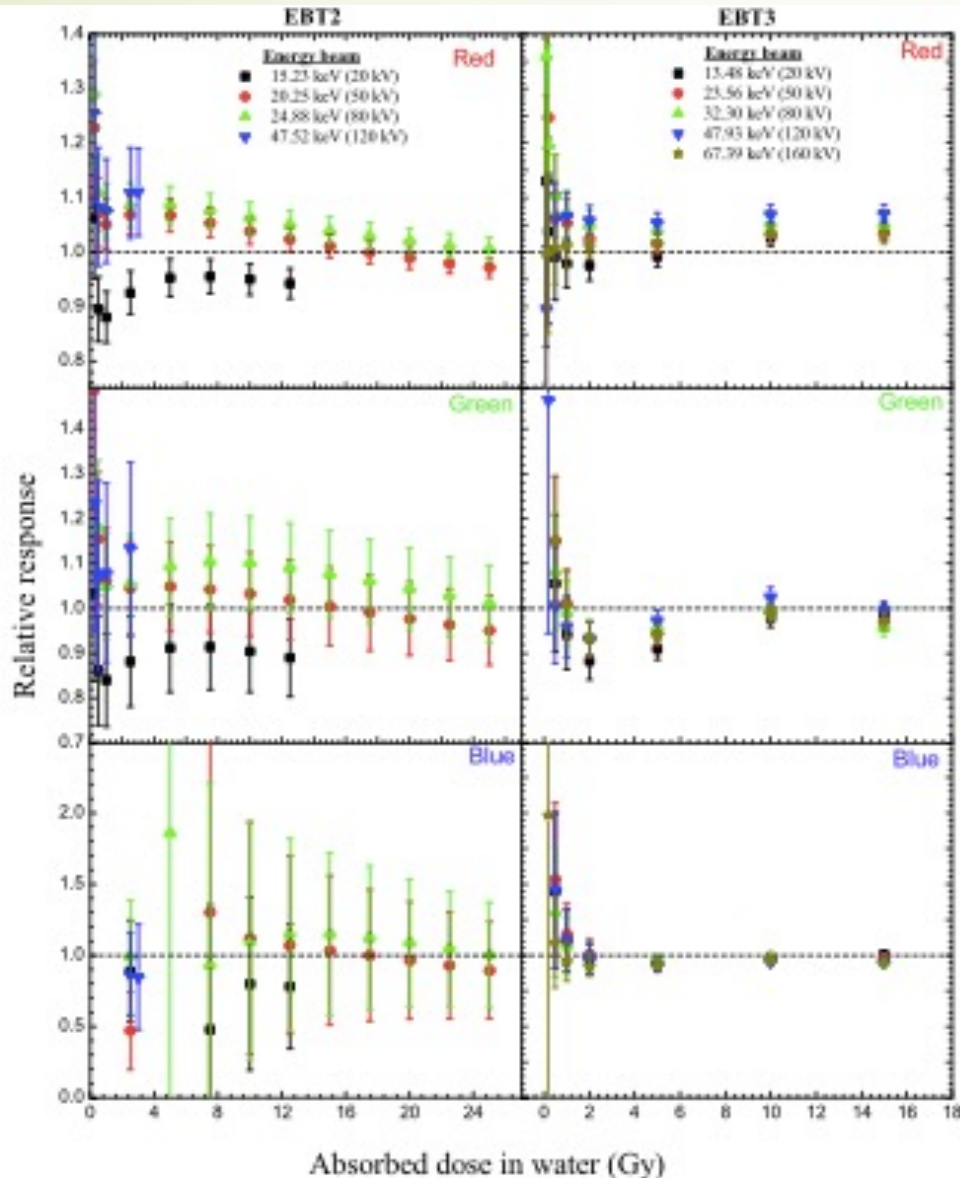 EBT2
EBT3
Energy beam
15.23 keV (20 kV)
20.25 keV (50 kV)
24.88 keV (80 kV)
47.52 keV (120 kV)
Red
Energy beam
13.48 keV (20 kV)
23.56 keV (50 kV)
32.30 keV (80 kV)
47.93 keV (120 kV)
67.39 keV (160 kV)
Red
1.4
1.3
1.2
1.1
1.0
0.9
0.8
Green
Green
1.4
1.3
1.2
1.1
1.0
0.9
0.8
0.7
Blue
Blue
2.0
1.5
1.0
0.5
0.0
0 4 8 12 16 20 24
0 2 4 6 8 10 12 14 16 18
Relative response
Absorbed dose in water (Gy)